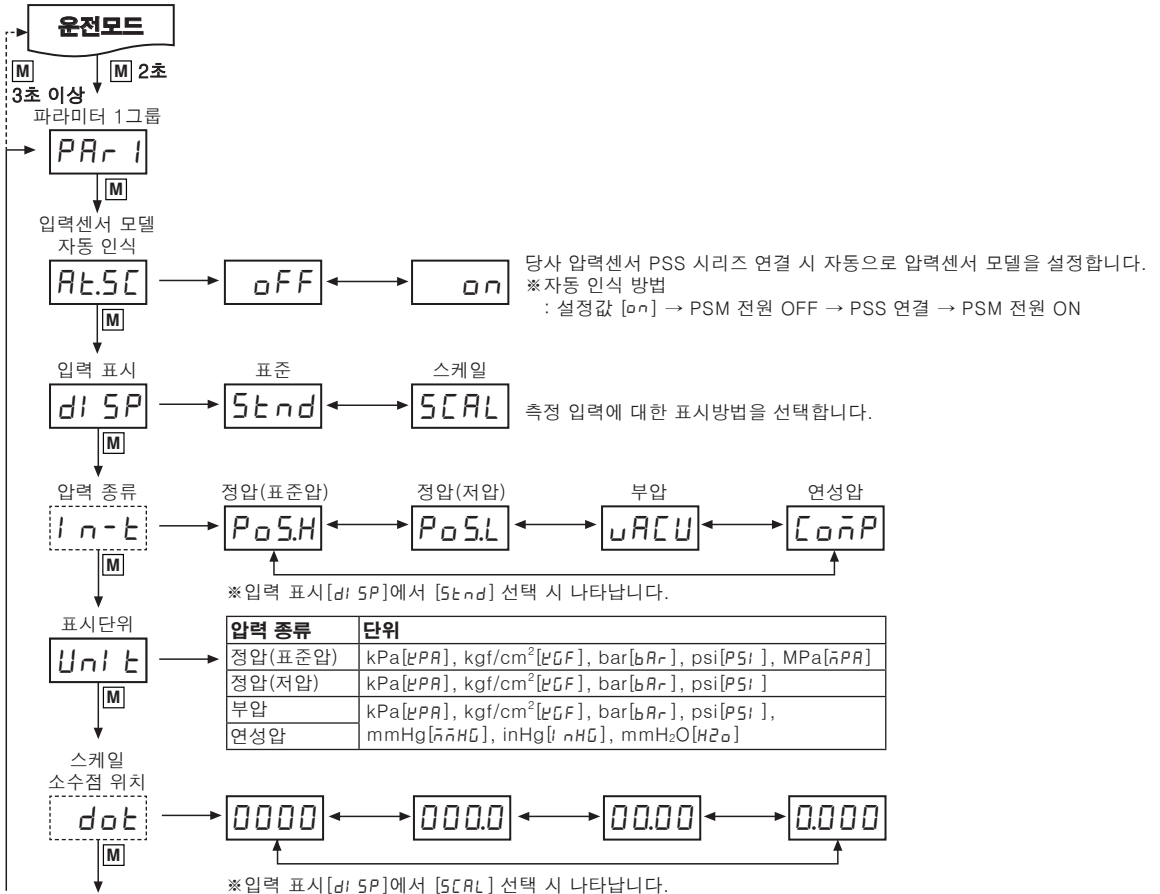 운전모드
M
M 2초
3초 이상
파라미터 1그룹
PAr 1
M
입력센서 모델
자동 인식
At.SC
oFF
on
당사 압력센서 PSS 시리즈 연결 시 자동으로 압력센서 모델을 설정합니다.
※자동 인식 방법
: 설정값 [on] → PSM 전원 OFF → PSS 연결 → PSM 전원 ON
M
입력 표시
표준
스케일
dI SP
Stnd
SCAL
측정 입력에 대한 표시방법을 선택합니다.
M
압력 종류
정압(표준압)
정압(저압)
부압
연성압
I n-t
PoS.H
PoS.L
vACU
ComP
M
※입력 표시[dI SP]에서 [Stnd] 선택 시 나타납니다.
표시단위
UnI t
압력 종류 단위
정압(표준압) kPa[kPA], kgf/cm²[kGF], bar[bAr], psi[PSI ], MPa[mPA]
정압(저압) kPa[kPA], kgf/cm²[kGF], bar[bAr], psi[PSI ]
부압 kPa[kPA], kgf/cm²[kGF], bar[bAr], psi[PSI ],
연성압 mmHg[mmHG], inHg[I nHG], mmH₂O[H2o]
M
스케일
소수점 위치
dot
0000
000.0
00.00
0.000
M
※입력 표시[dI SP]에서 [SCAL] 선택 시 나타납니다.